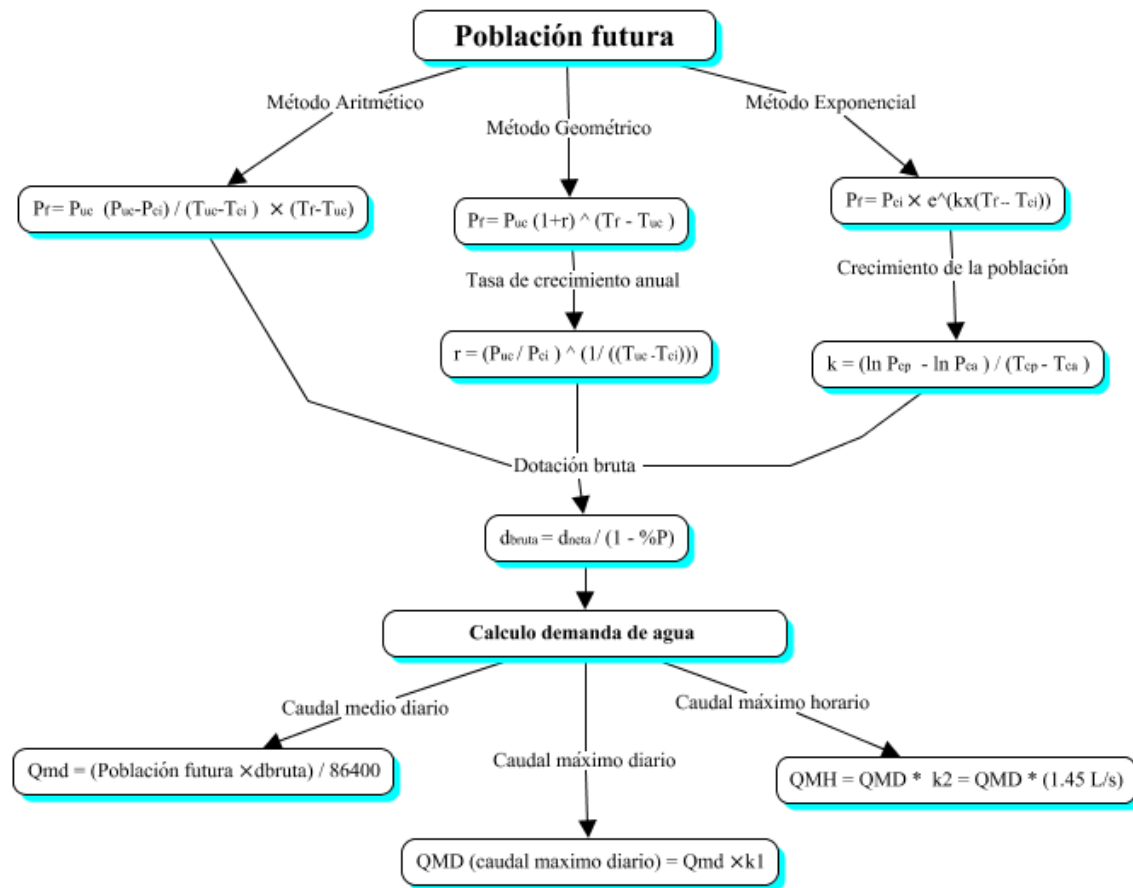 Población futura
Método Aritmético
Método Geométrico
Método Exponencial
Pf= Puc (Puc-Pci) / (Tuc-Tci ) × (Tf-Tuc)
Pf= Puc (1+r) ^ (Tf - Tuc )
Pf= Pci × e^(kx(Tf -- Tci))
Tasa de crecimiento anual
Crecimiento de la población
r = (Puc / Pci ) ^ (1/ ((Tuc -Tci)))
k = (ln Pcp - ln Pca ) / (Tcp - Tca )
Dotación bruta
dbruta = dneta / (1 - %P)
Calculo demanda de agua
Caudal medio diario
Caudal máximo diario
Caudal máximo horario
Qmd = (Población futura ×dbruta) / 86400
QMH = QMD * k2 = QMD * (1.45 L/s)
QMD (caudal maximo diario) = Qmd ×k1